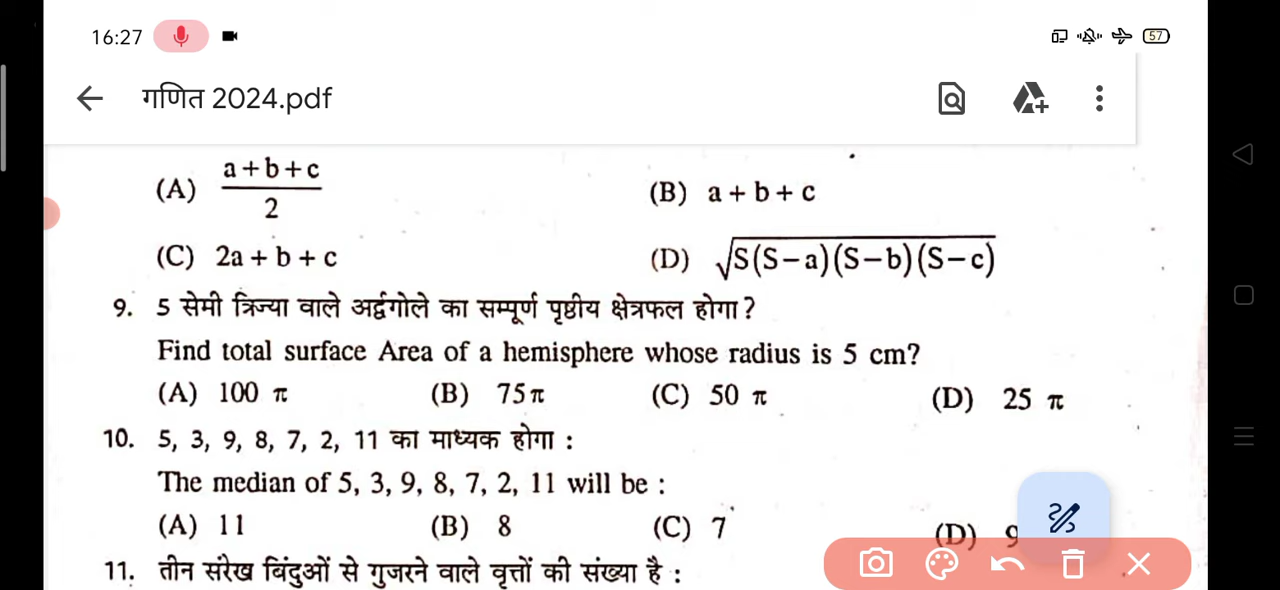 16:27
57
गणित 2024.pdf
(A) a+b+c / 2
(B) a + b + c
(C) 2a + b + c
(D) √S(S−a)(S−b)(S−c)
9. 5 सेमी त्रिज्या वाले अर्द्वगोले का सम्पूर्ण पृष्ठीय क्षेत्रफल होगा?
Find total surface Area of a hemisphere whose radius is 5 cm?
(A) 100 π (B) 75π (C) 50 π (D) 25 π
10. 5, 3, 9, 8, 7, 2, 11 का माध्यक होगा :
The median of 5, 3, 9, 8, 7, 2, 11 will be :
(A) 11 (B) 8 (C) 7 (D) 9
11. तीन संरेख बिंदुओं से गुजरने वाले वृत्तों की संख्या है :